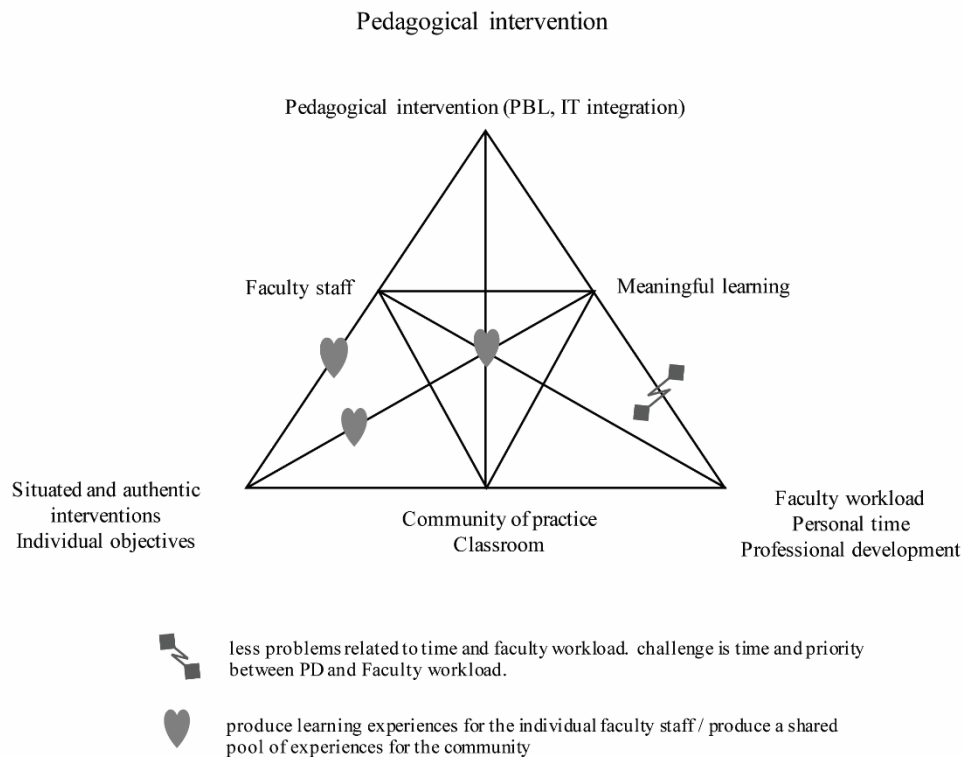 Pedagogical intervention
Pedagogical intervention (PBL, IT integration)
Faculty staff
Meaningful learning
Situated and authentic
interventions
Individual objectives
Community of practice
Classroom
Faculty workload
Personal time
Professional development
less problems related to time and faculty workload. challenge is time and priority
between PD and Faculty workload.
produce learning experiences for the individual faculty staff / produce a shared
pool of experiences for the community